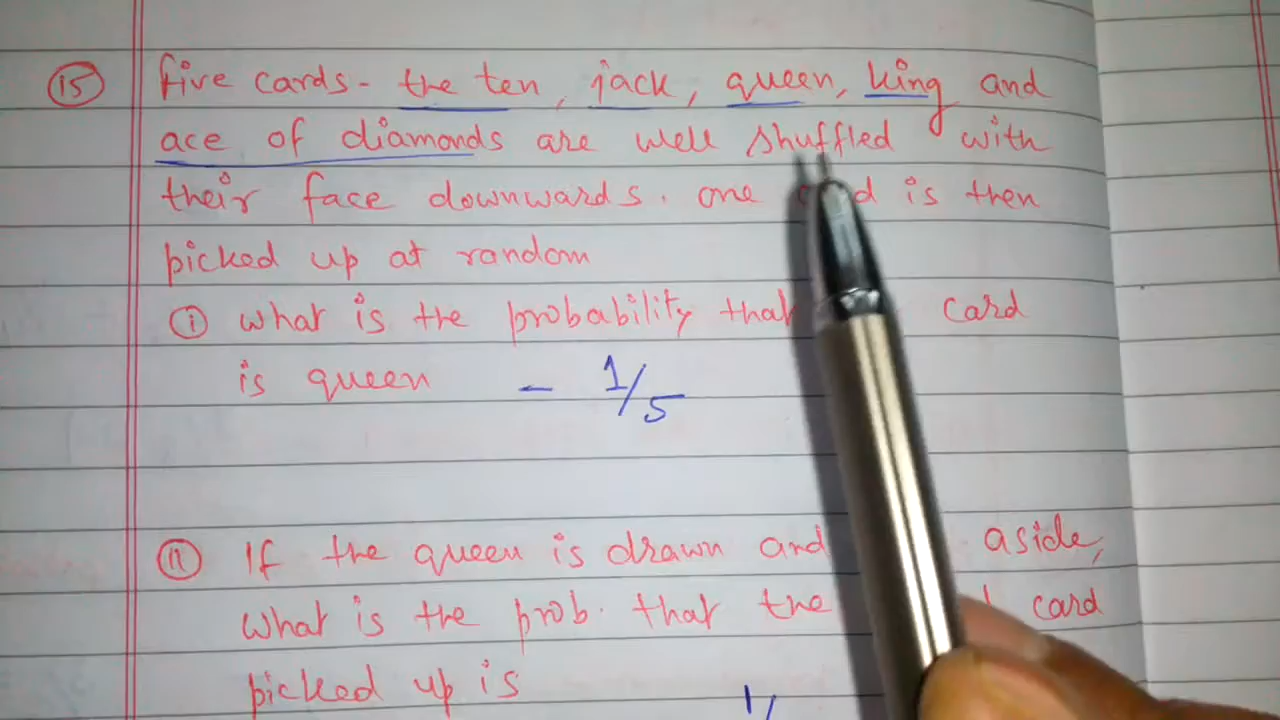 15 five cards - the ten, jack, queen, king and
ace of diamonds are well shuffled with
their face downwards. one is then
picked up at random
i what is the probability that card
is queen - 1/5
ii If the queen is drawn and aside,
what is the prob. that the card
picked up is